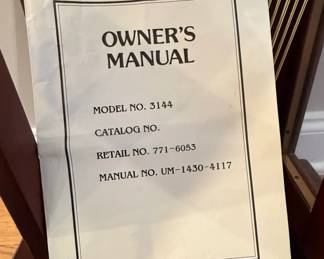 OWNER'S
MANUAL
MODEL NO. 3144
CATALOG NO.
RETAIL NO. 771-6053
MANUAL NO. UM-1430-4117